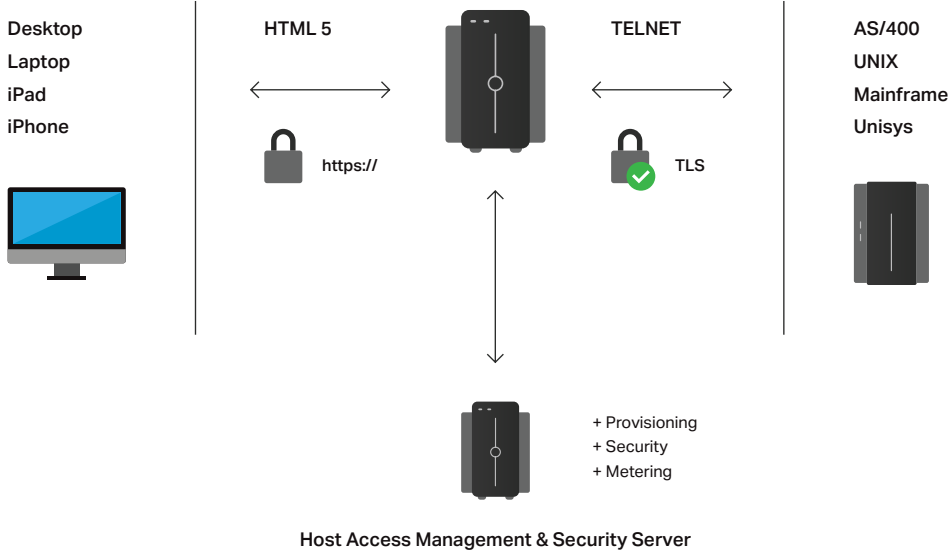 Desktop
Laptop
iPad
iPhone
HTML 5
https://
TELNET
TLS
AS/400
UNIX
Mainframe
Unisys
+ Provisioning
+ Security
+ Metering
Host Access Management & Security Server